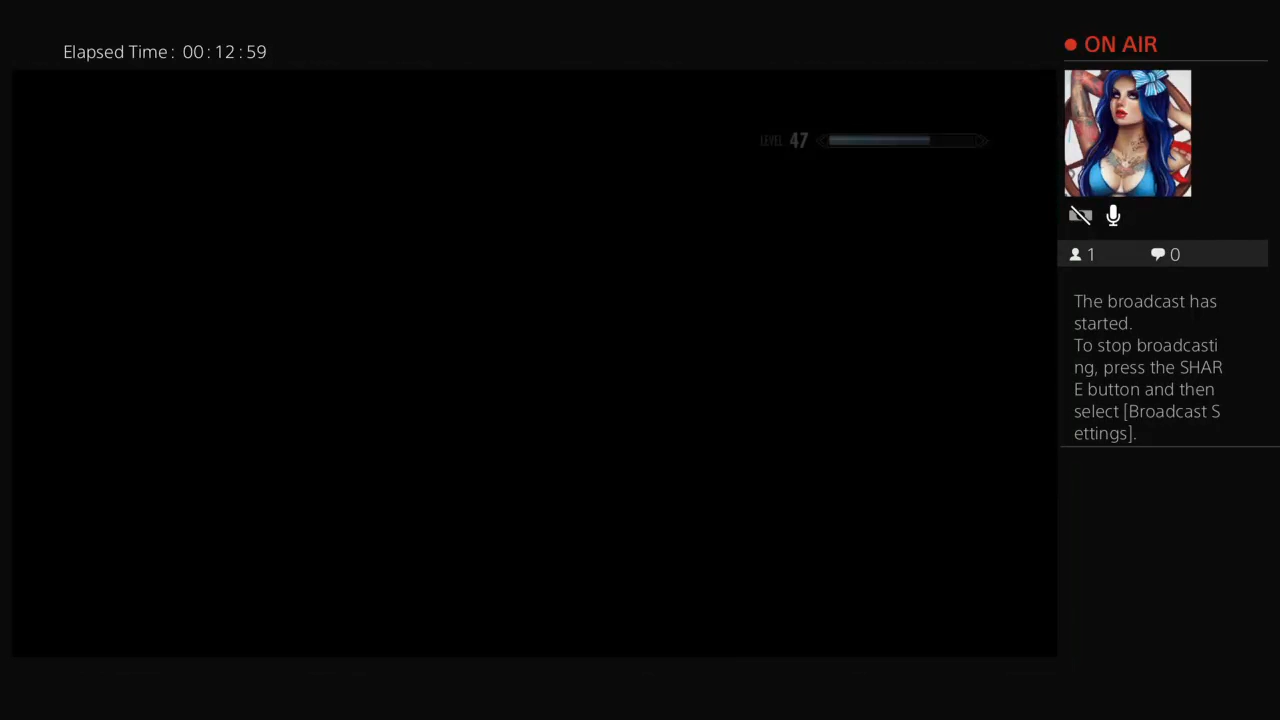 Elapsed Time: 00:12:59
ON AIR
LEVEL 47
1 0
The broadcast has
started.
To stop broadcasti
ng, press the SHAR
E button and then
select [Broadcast S
ettings].